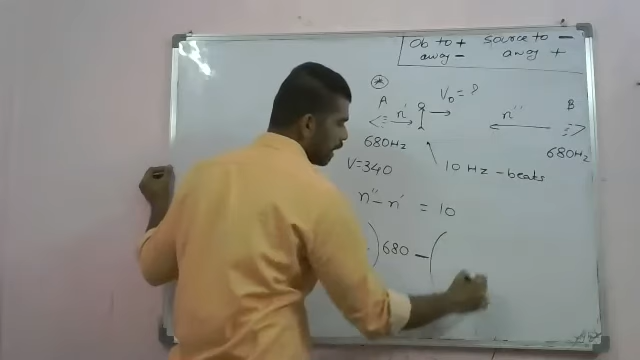 Ob to + source to -
away - away +
V₀ = ?
A n' n'' B
680Hz 680Hz
V=340 10 Hz - beats
n'' - n' = 10
) 680 - (